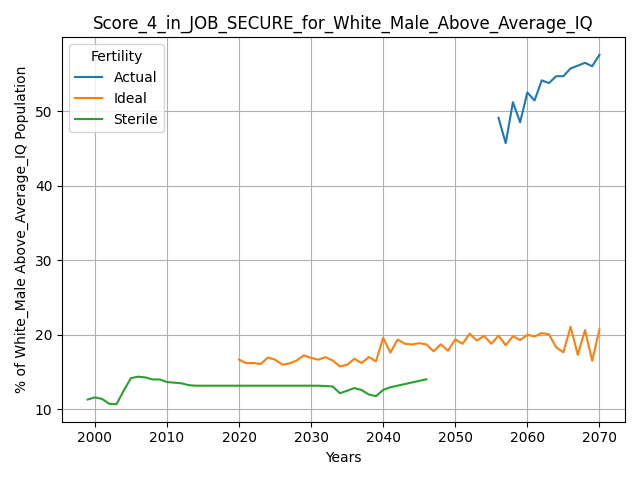 Score_4_in_JOB_SECURE_for_White_Male_Above_Average_IQ
Fertility
Actual
Ideal
Sterile
% of White_Male Above_Average_IQ Population
50
40
30
20
10
2000 2010 2020 2030 2040 2050 2060 2070
Years